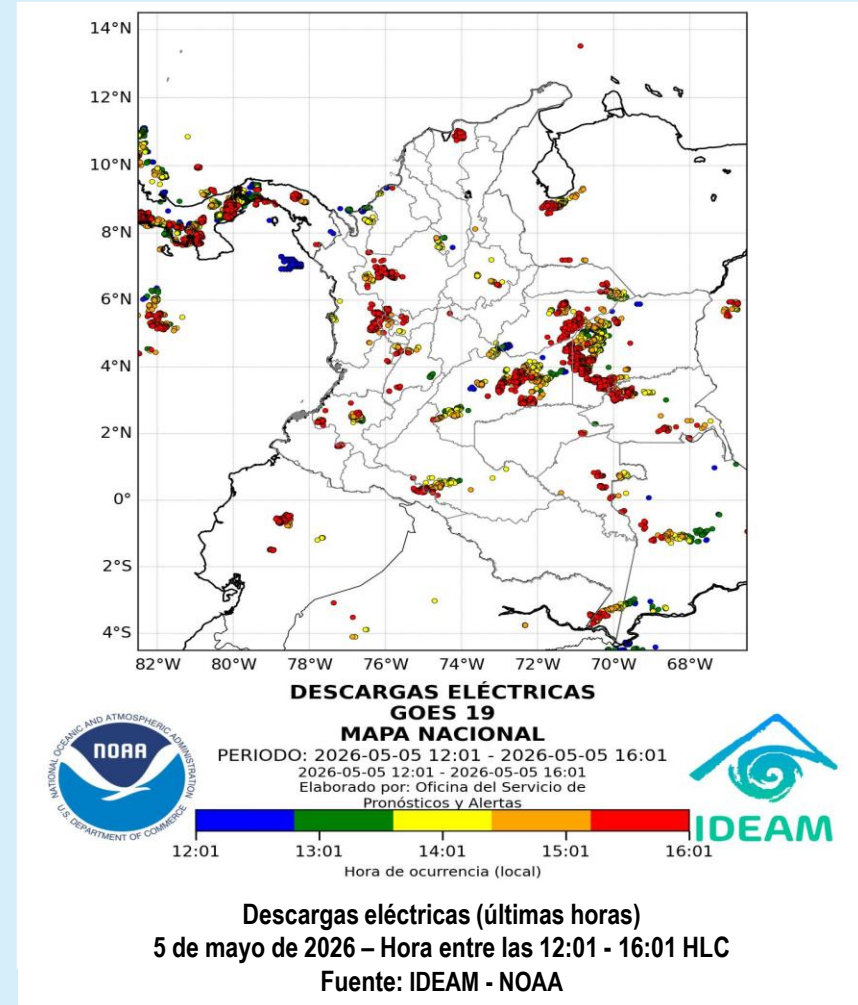 14°N
12°N
10°N
8°N
6°N
4°N
2°N
0°
2°S
4°S
82°W 80°W 78°W 76°W 74°W 72°W 70°W 68°W
DESCARGAS ELÉCTRICAS
GOES 19
MAPA NACIONAL
PERIODO: 2026-05-05 12:01 - 2026-05-05 16:01
2026-05-05 12:01 - 2026-05-05 16:01
Elaborado por: Oficina del Servicio de
Pronósticos y Alertas
NATIONAL OCEANIC AND ATMOSPHERIC ADMINISTRATION
NOAA
U.S. DEPARTMENT OF COMMERCE
IDEAM
12:01 13:01 14:01 15:01 16:01
Hora de ocurrencia (local)
Descargas eléctricas (últimas horas)
5 de mayo de 2026 – Hora entre las 12:01 - 16:01 HLC
Fuente: IDEAM - NOAA